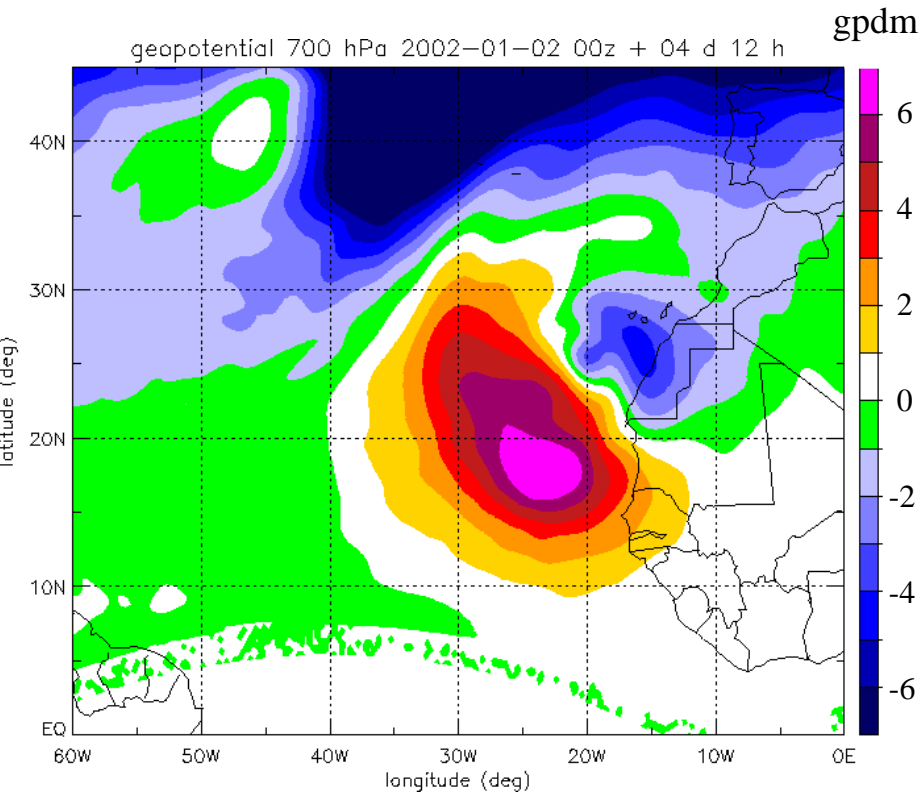 gpdm
geopotential 700 hPa 2002-01-02 00z + 04 d 12 h
6
4
2
0
-2
-4
-6
40N
30N
20N
10N
EQ
latitude (deg)
60W 50W 40W 30W 20W 10W 0E
longitude (deg)